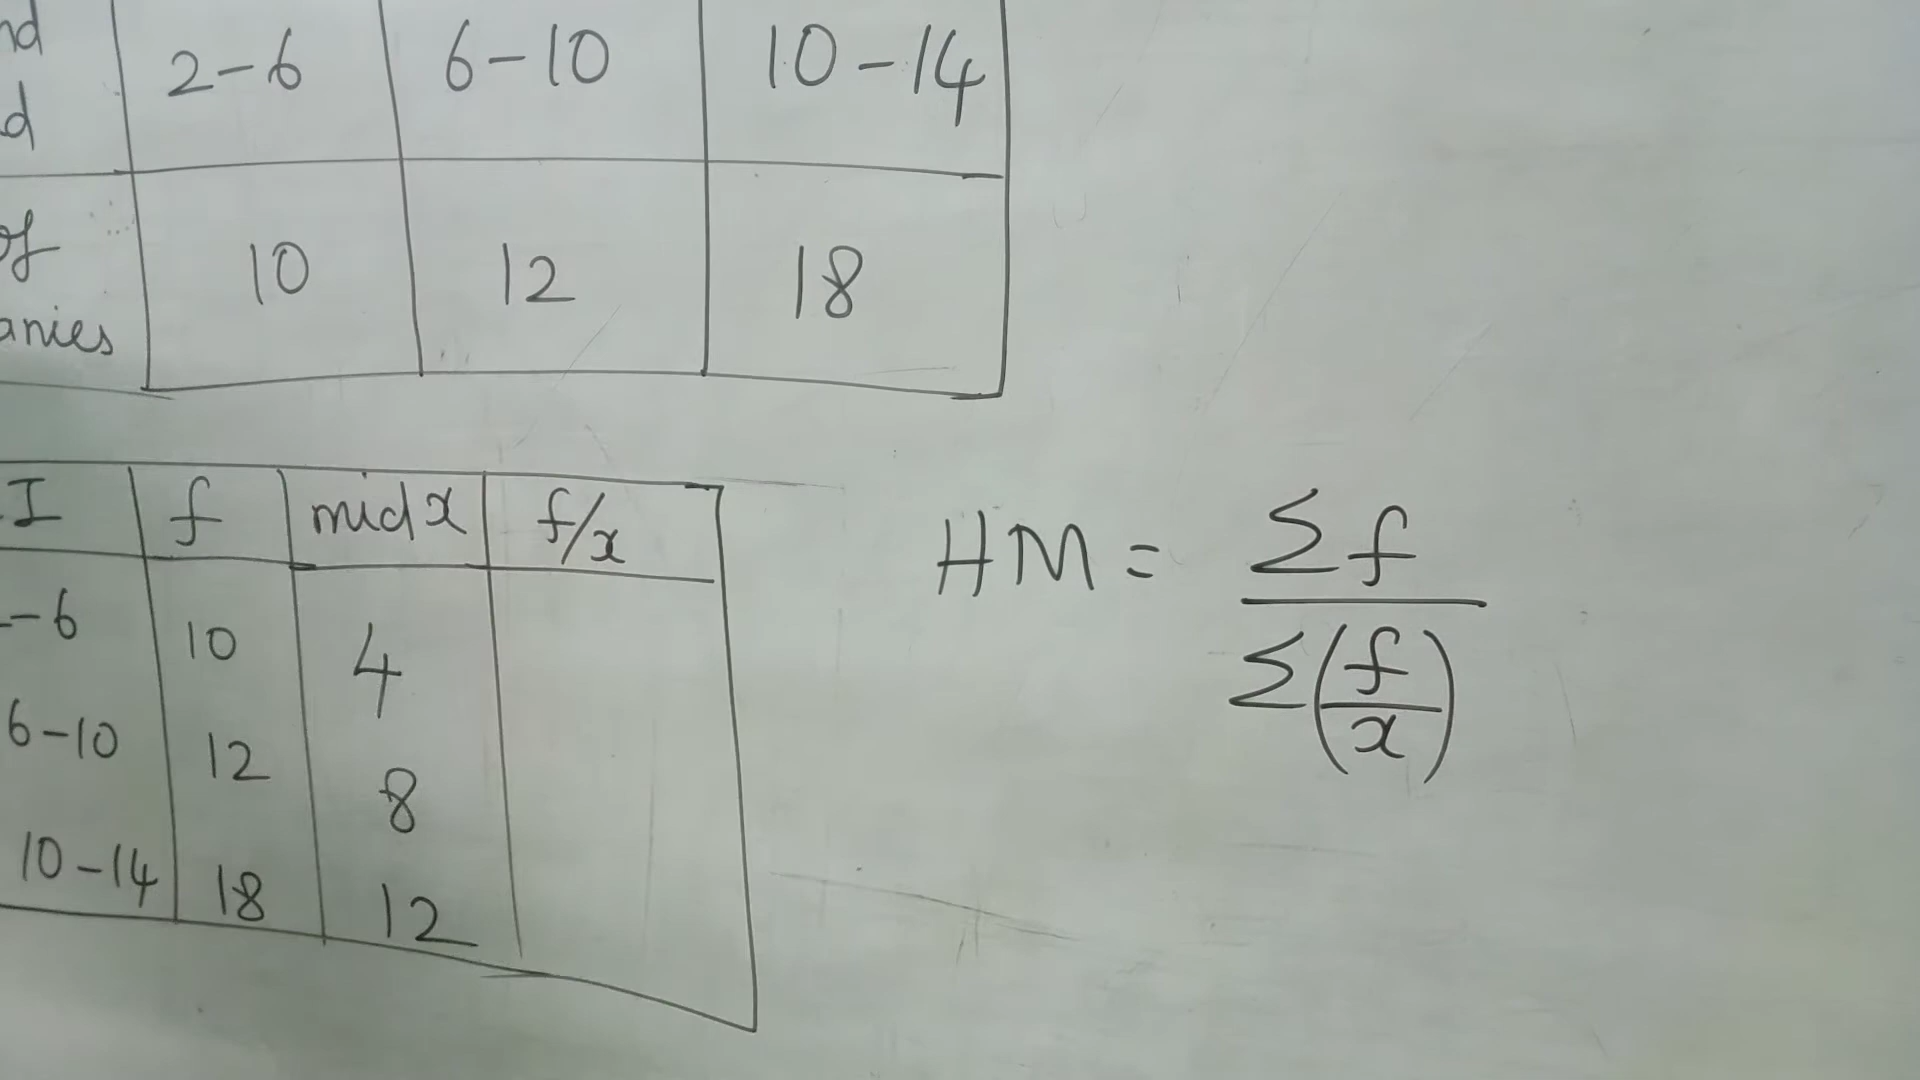 2-6 6-10 10-14
of 10 12 18
I f mid x f/x
-6 10 4
6-10 12 8
10-14 18 12
HM = Σf
Σ(f/x)